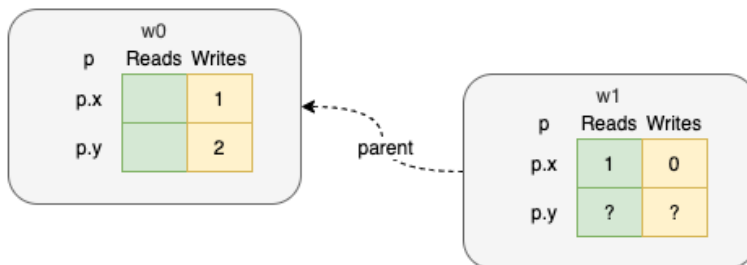 w0
p Reads Writes
p.x 1
p.y 2
parent
w1
p Reads Writes
p.x 1 0
p.y ? ?